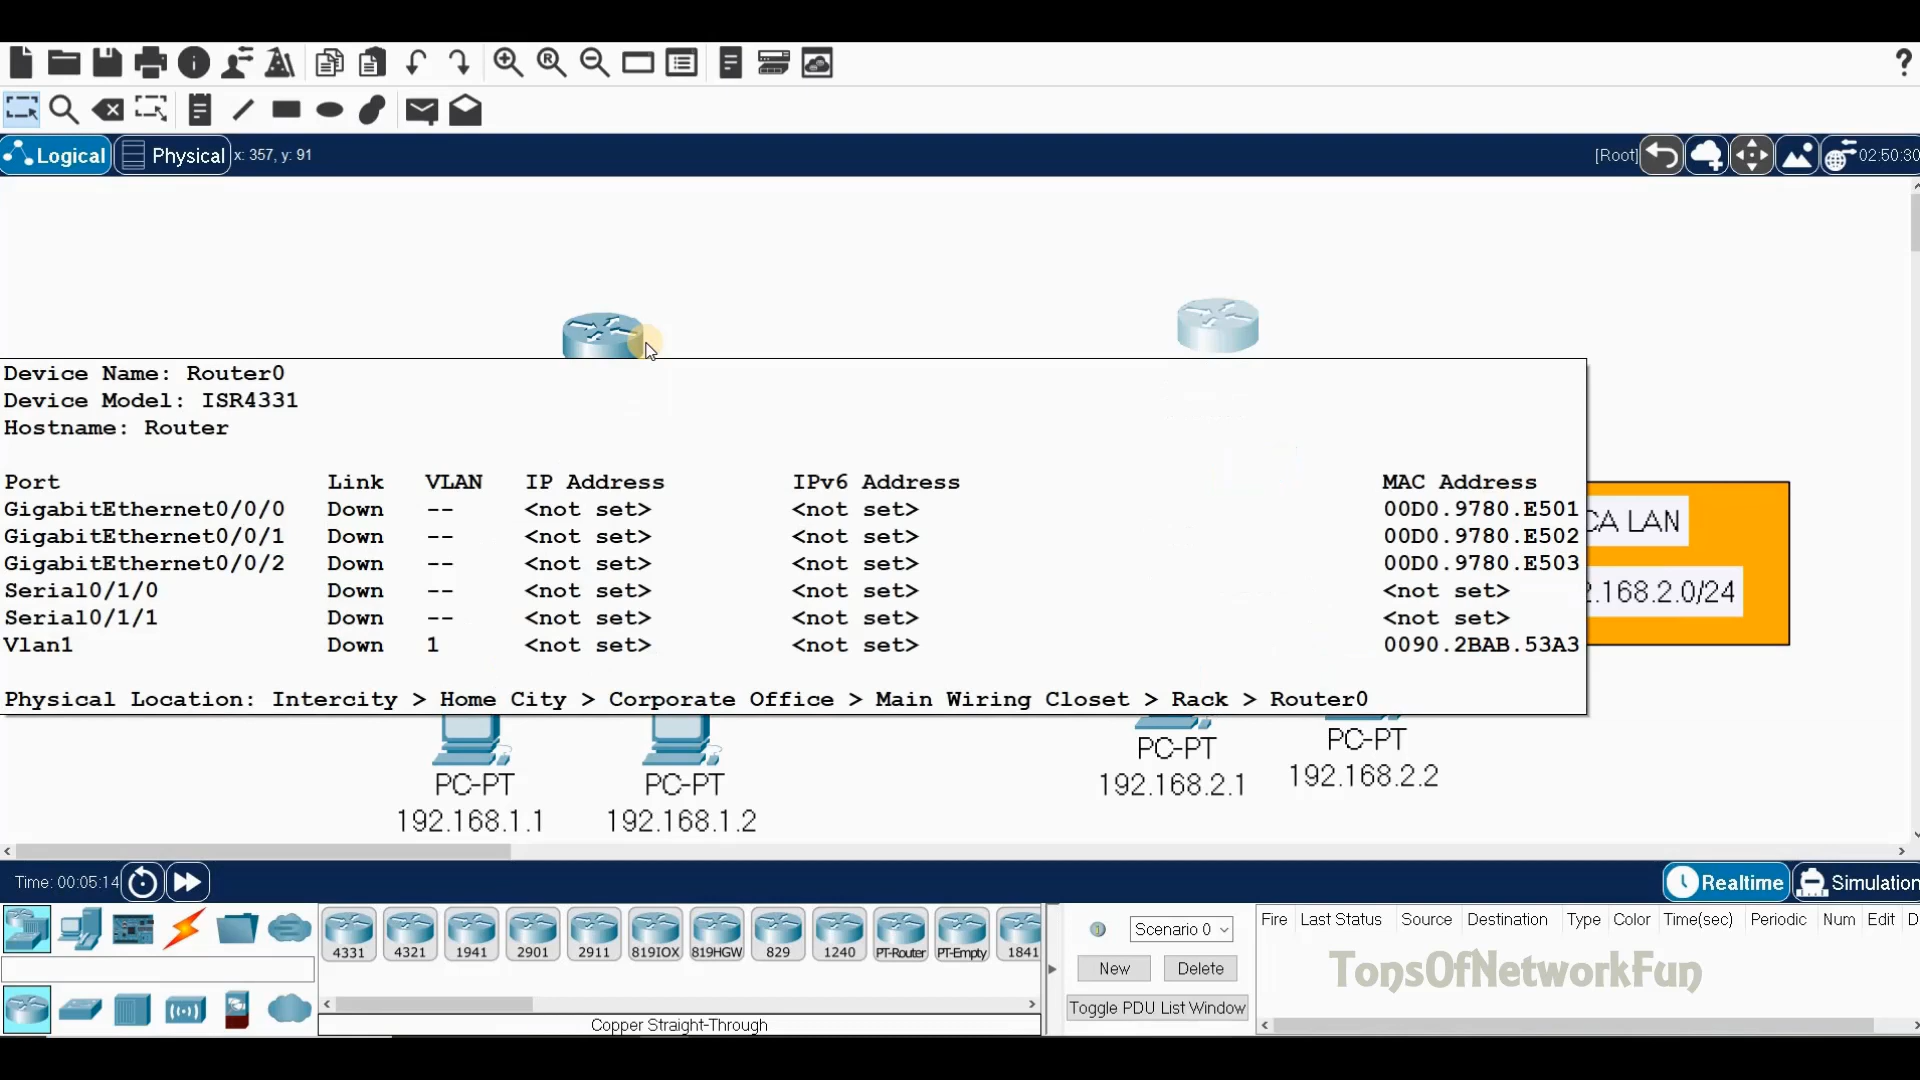 ?
Logical
Physical
x: 357, y: 91
[Root]
02:50:30
Device Name: Router0
Device Model: ISR4331
Hostname: Router
Port Link VLAN IP Address IPv6 Address MAC Address
GigabitEthernet0/0/0 Down -- <not set> <not set> 00D0.9780.E501
GigabitEthernet0/0/1 Down -- <not set> <not set> 00D0.9780.E502
GigabitEthernet0/0/2 Down -- <not set> <not set> 00D0.9780.E503
Serial0/1/0 Down -- <not set> <not set> <not set>
Serial0/1/1 Down -- <not set> <not set> <not set>
Vlan1 Down 1 <not set> <not set> 0090.2BAB.53A3
Physical Location: Intercity > Home City > Corporate Office > Main Wiring Closet > Rack > Router0
CA LAN
2.168.2.0/24
PC-PT
192.168.1.1
PC-PT
192.168.1.2
PC-PT
192.168.2.1
PC-PT
192.168.2.2
Time: 00:05:14
Realtime
Simulation
4331 4321 1941 2901 2911 819IOX 819HGW 829 1240 PT-Router PT-Empty 1841
Copper Straight-Through
Scenario 0
New
Delete
Toggle PDU List Window
Fire Last Status Source Destination Type Color Time(sec) Periodic Num Edit D
TonsOfNetworkFun